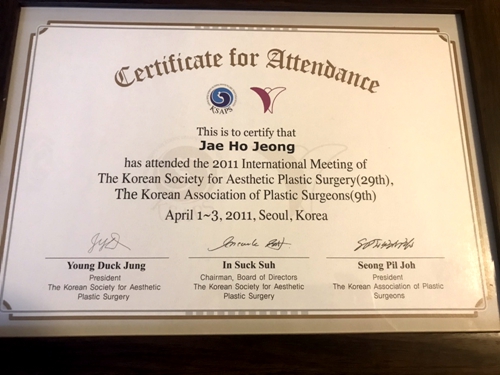 Certificate for Attendance
KSAPS
This is to certify that
Jae Ho Jeong
has attended the 2011 International Meeting of
The Korean Society for Aesthetic Plastic Surgery(29th),
The Korean Association of Plastic Surgeons(9th)
April 1~3, 2011, Seoul, Korea
Young Duck Jung
President
The Korean Society for Aesthetic
Plastic Surgery
In Suck Suh
Chairman, Board of Directors
The Korean Society for Aesthetic
Plastic Surgery
Seong Pil Joh
President
The Korean Association of Plastic
Surgeons